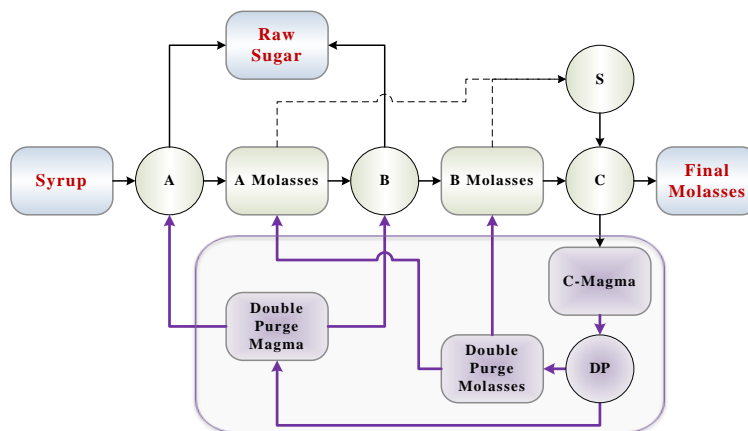 Raw
Sugar
S
Syrup
A
A Molasses
B
B Molasses
C
Final
Molasses
C-Magma
Double
Purge
Magma
Double
Purge
Molasses
DP